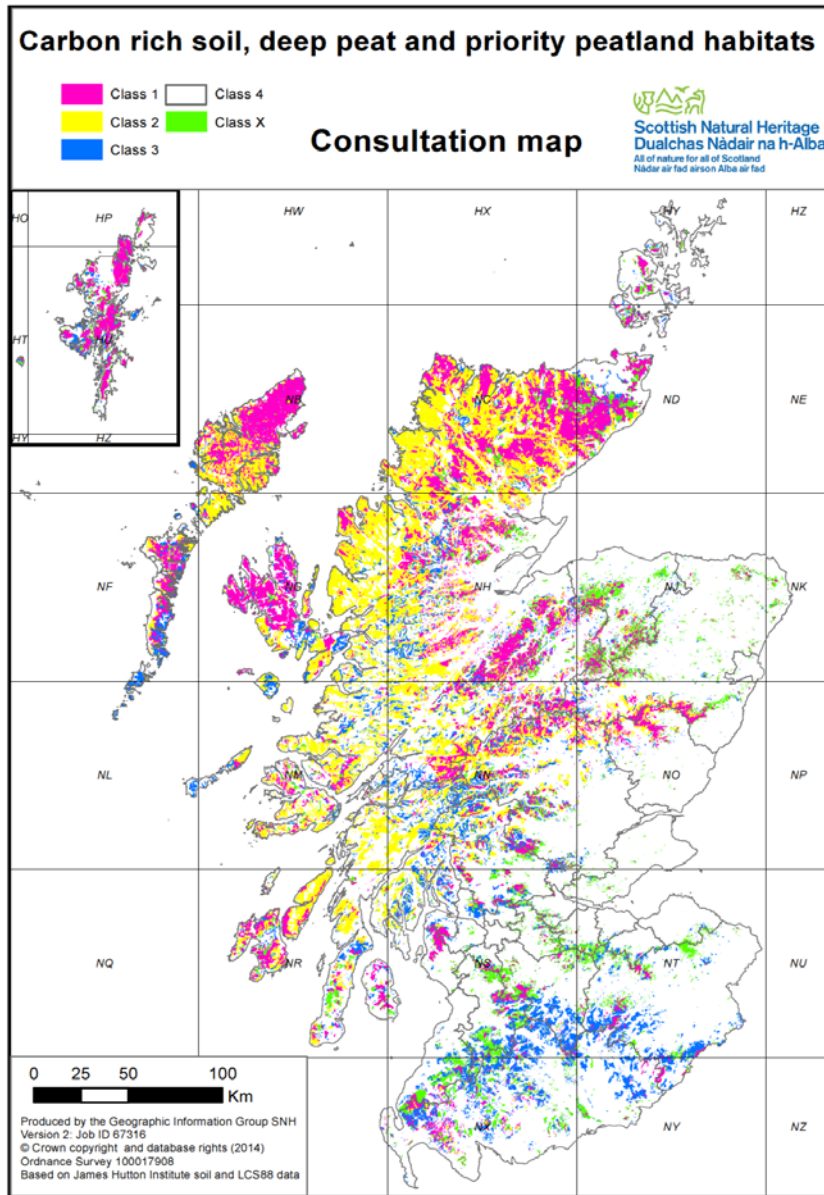 Carbon rich soil, deep peat and priority peatland habitats
Class 1
Class 4
Class 2
Class X
Class 3
Consultation map
Scottish Natural Heritage
Dualchas Nàdair na h-Alba
All of nature for all of Scotland
Nàdar air fad airson Alba air fad
HO
HP
HW
HX
HY
HZ
HT
HU
HY
HZ
NB
NC
ND
NE
NF
NG
NH
NJ
NK
NL
NM
NN
NO
NP
NQ
NR
NS
NT
NU
NX
NY
NZ
0 25 50 100
Km
Produced by the Geographic Information Group SNH
Version 2: Job ID 67316
© Crown copyright and database rights (2014)
Ordnance Survey 100017908
Based on James Hutton Institute soil and LCS88 data